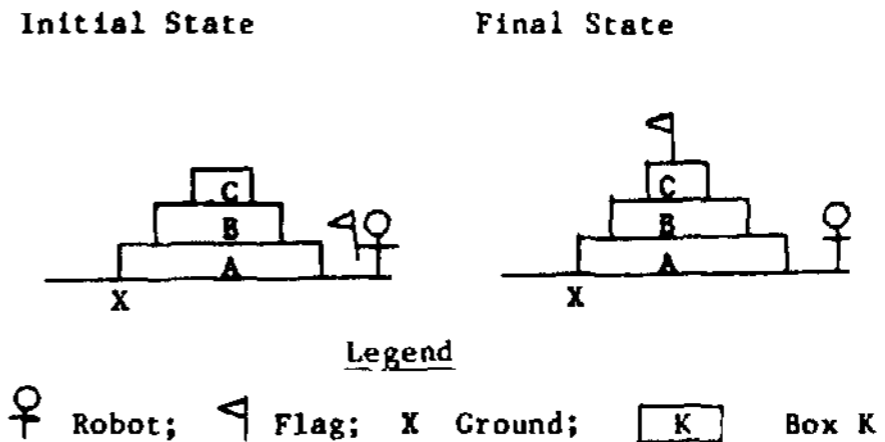 Initial State Final State
C C
B B
A A
X X
Legend
Robot; Flag; X Ground; K Box K